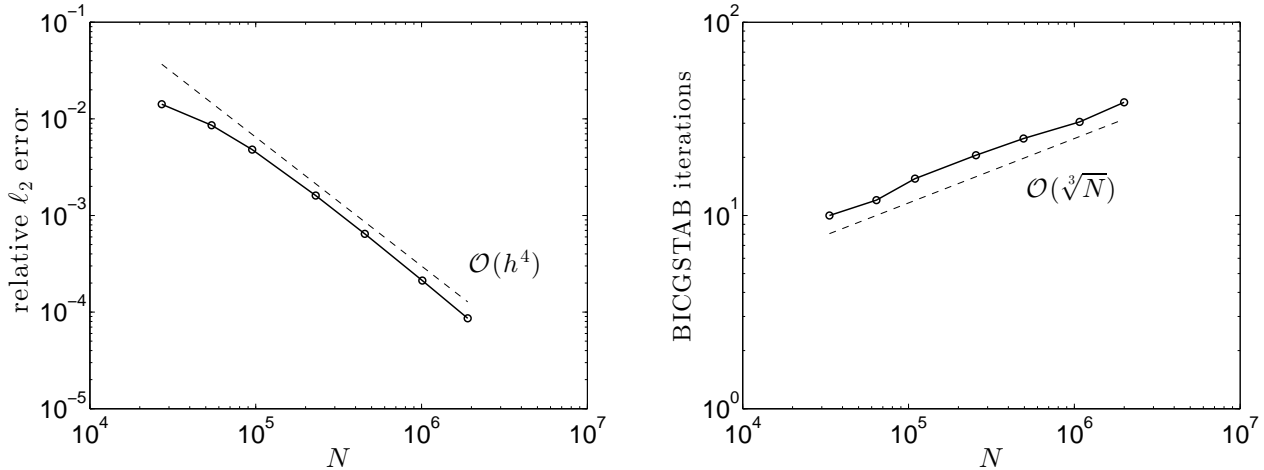 10^{-1}
10^{-2}
10^{-3}
10^{-4}
10^{-5}
relative ℓ_2 error
𝒪(h^4)
10^4
10^5
10^6
10^7
N
10^2
10^1
10^0
BICGSTAB iterations
𝒪(∛N)
10^4
10^5
10^6
10^7
N